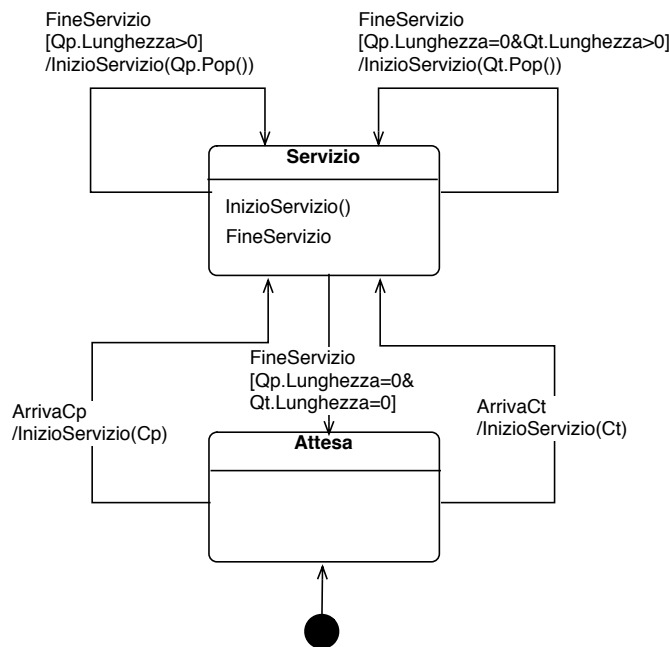 FineServizio
[Qp.Lunghezza>0]
/InizioServizio(Qp.Pop())
FineServizio
[Qp.Lunghezza=0&Qt.Lunghezza>0]
/InizioServizio(Qt.Pop())
Servizio
InizioServizio()
FineServizio
FineServizio
[Qp.Lunghezza=0&
Qt.Lunghezza=0]
ArrivaCp
/InizioServizio(Cp)
ArrivaCt
/InizioServizio(Ct)
Attesa